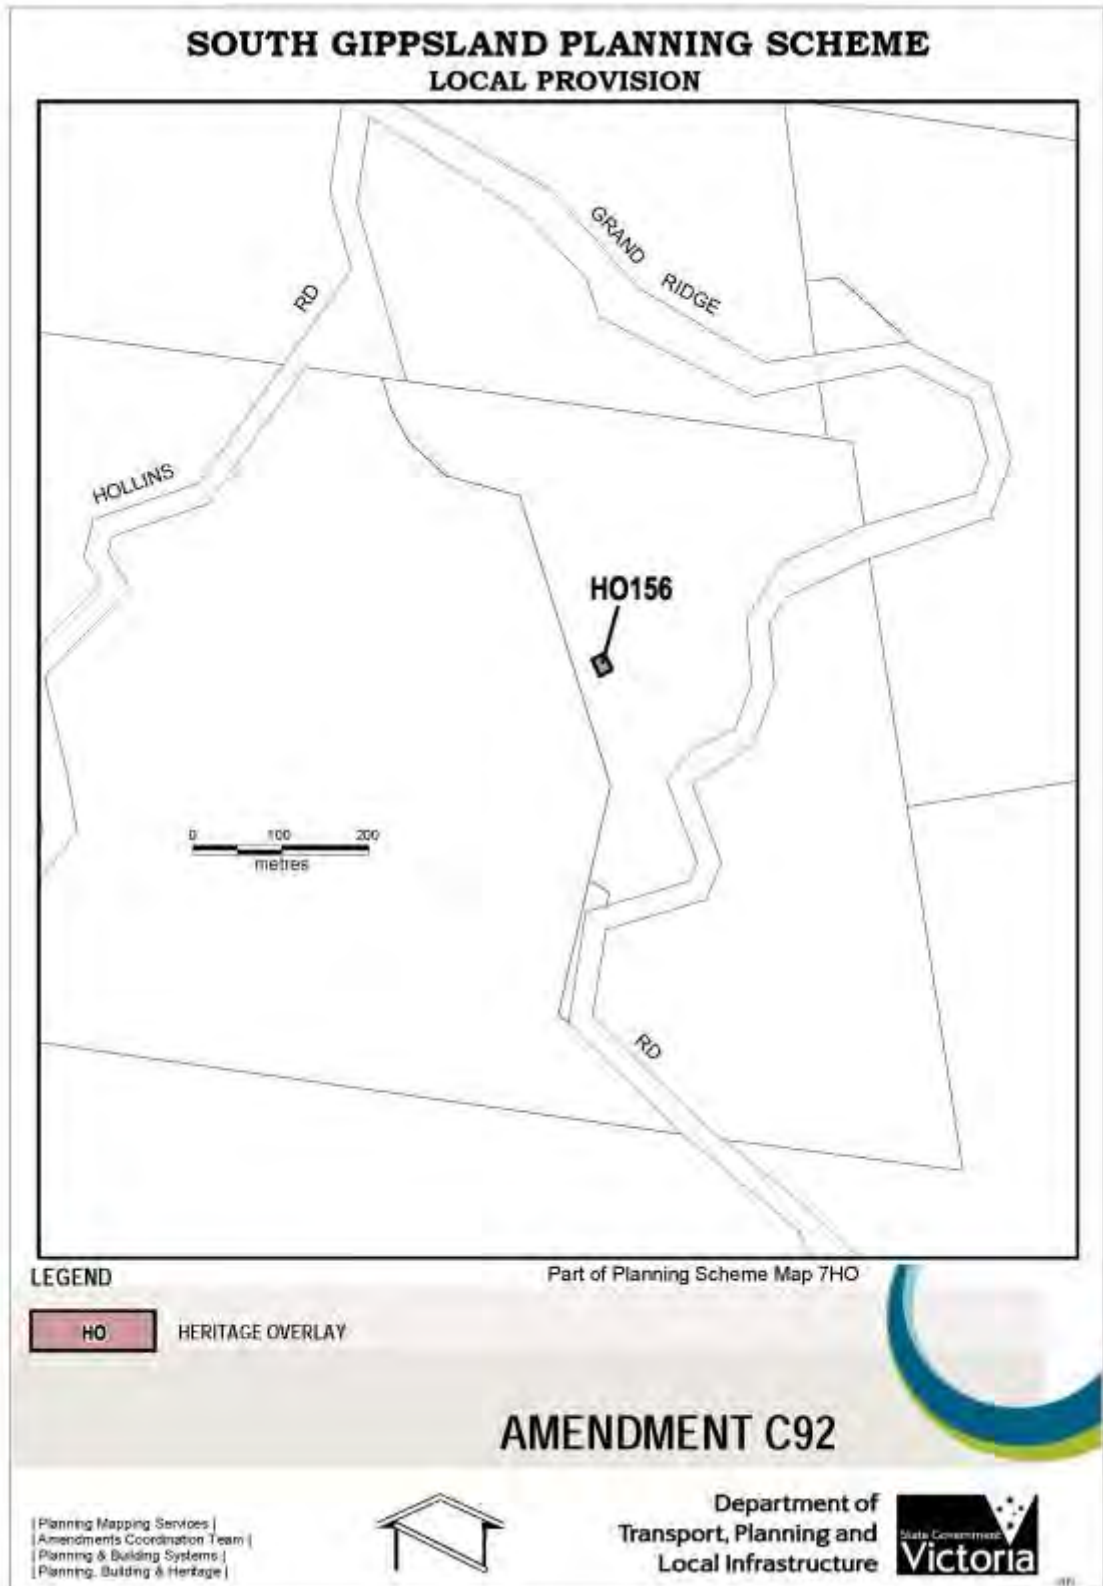 SOUTH GIPPSLAND PLANNING SCHEME
LOCAL PROVISION
GRAND
RIDGE
RD
HOLLINS
HO156
0 100 200
metres
RD
LEGEND
Part of Planning Scheme Map 7HO
HO HERITAGE OVERLAY
AMENDMENT C92
| Planning Mapping Services |
| Amendments Coordination Team |
| Planning & Building Systems |
| Planning, Building & Heritage |
Department of
Transport, Planning and
Local Infrastructure
State Government
Victoria